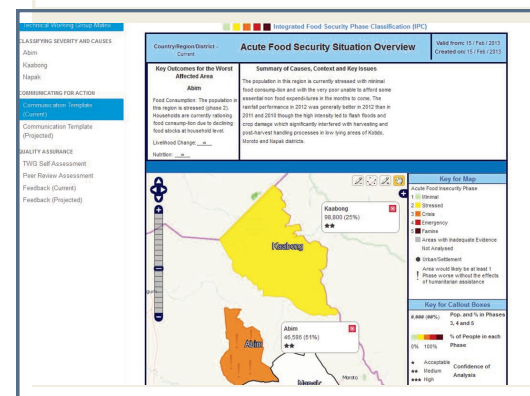 Technical Working Group Matrix
CLASSIFYING SEVERITY AND CAUSES
Abim
Kaabong
Napak
COMMUNICATING FOR ACTION
Communication Template
(Current)
Communication Template
(Projected)
QUALITY ASSURANCE
TWG Self Assessment
Peer Review Assessment
Feedback (Current)
Feedback (Projected)
Integrated Food Security Phase Classification (IPC)
Country/Region/District -
Current
Acute Food Security Situation Overview
Valid from: 15 / Feb / 2013
Created on: 15 / Feb / 2013
Key Outcomes for the Worst
Affected Area
Abim
Food Consumption: The population in
this region is stressed (phase 2).
Households are currently rationing
food consump-tion due to declining
food stocks at household level.
Livelihood Change: _∞_
Nutrition: _∞_
Summary of Causes, Context and Key Issues
The population in this region is currently stressed with minimal
food consump-tion and with the very poor unable to afford some
essential non food expendi-tures in the months to come. The
rainfall performance in 2012 was generally better in 2012 than in
2011 and 2010 though the high intensity led to flash floods and
crop damage which significantly interfered with harvesting and
post-harvest handling processes in low lying areas of Kotido,
Moroto and Napak districts.
Kaabong
98,800 (25%)
★★
Kaabong
Abim
46,586 (51%)
★★
Abim
Moroto
Napak
Key for Map
Acute Food Insecurity Phase
1 Minimal
2 Stressed
3 Crisis
4 Emergency
5 Famine
Areas with Inadequate Evidence
Not Analysed
Urban/Settlement
! Area would likely be at least 1
Phase worse without the effects
of humanitarian assistance
Key for Callout Boxes
#,### (##%) Pop. and % in Phases
3, 4 and 5
% of People in each
0% 100% Phase
★ Acceptable
★★ Medium
★★★ High
Confidence of
Analysis